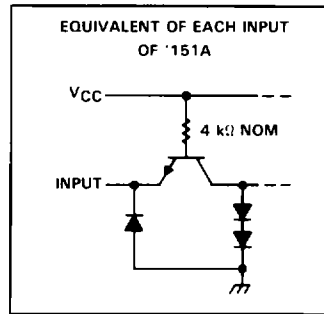 EQUIVALENT OF EACH INPUT
OF '151A
VCC
4 kΩ NOM
INPUT